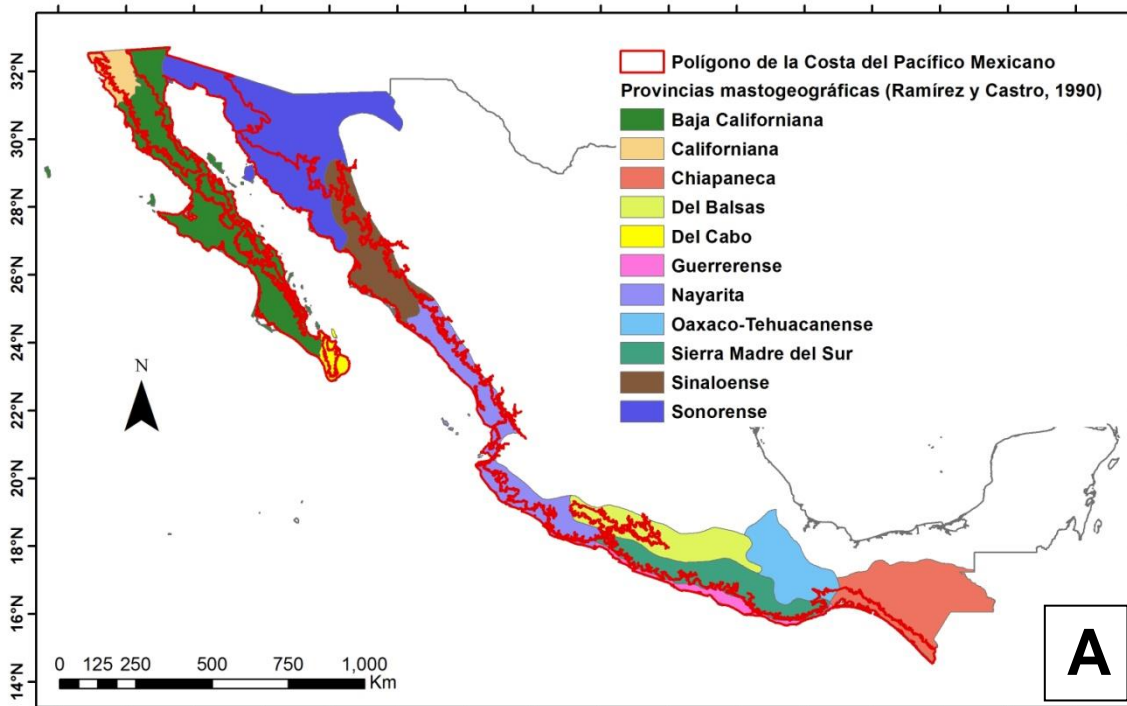 32°N
30°N
28°N
26°N
24°N
22°N
20°N
18°N
16°N
14°N
Polígono de la Costa del Pacífico Mexicano
Provincias mastogeográficas (Ramírez y Castro, 1990)
Baja Californiana
Californiana
Chiapaneca
Del Balsas
Del Cabo
Guerrerense
Nayarita
Oaxaco-Tehuacanense
Sierra Madre del Sur
Sinaloense
Sonorense
N
0 125 250 500 750 1,000
Km
A